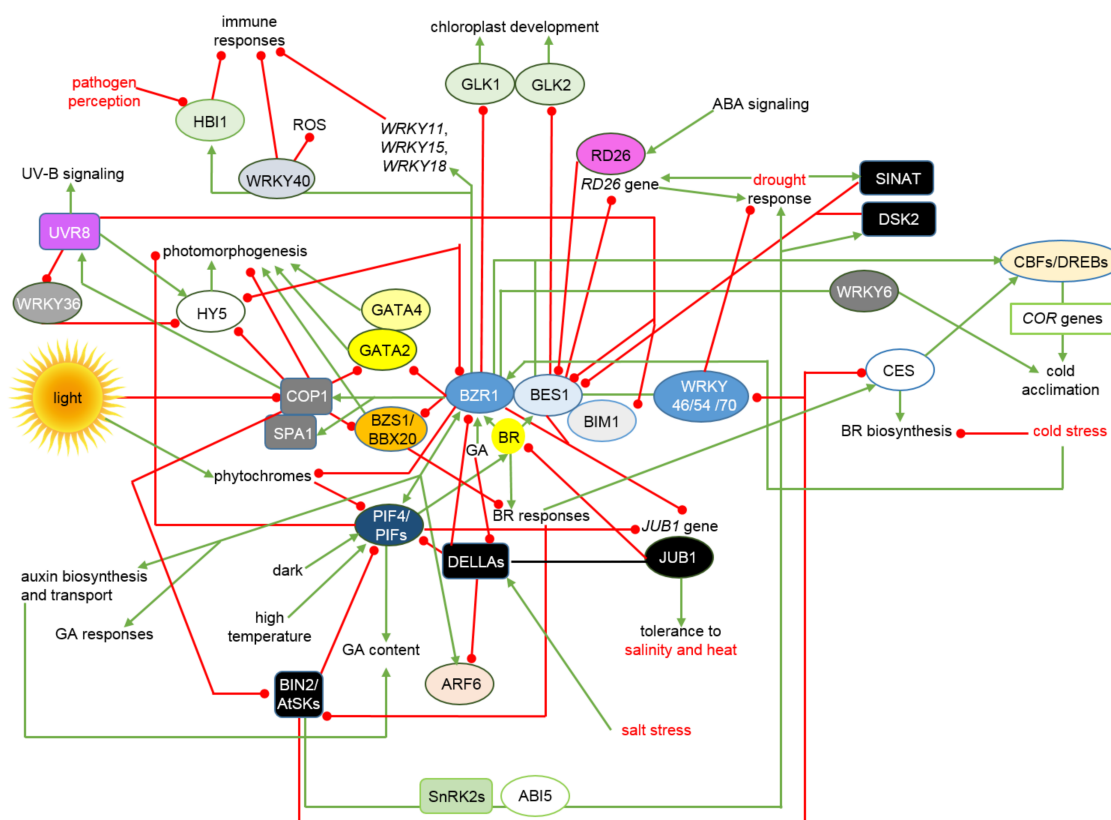 immune
responses
chloroplast development
pathogen
perception
HBI1
ROS
WRKY11,
WRKY15,
WRKY18
GLK1
GLK2
ABA signaling
RD26
RD26 gene
drought
response
SINAT
DSK2
UV-B signaling
WRKY40
UVR8
photomorphogenesis
CBFs/DREBs
WRKY36
HY5
GATA4
GATA2
WRKY6
COR genes
light
COP1
SPA1
BZS1/
BBX20
BZR1
BES1
BIM1
WRKY
46/54 /70
CES
cold
acclimation
GA
BR
BR biosynthesis
cold stress
phytochromes
PIF4/
PIFs
BR responses
JUB1 gene
DELLAs
JUB1
auxin biosynthesis
and transport
dark
GA responses
high
temperature
GA content
tolerance to
salinity and heat
BIN2/
AtSKs
ARF6
salt stress
SnRK2s
ABI5